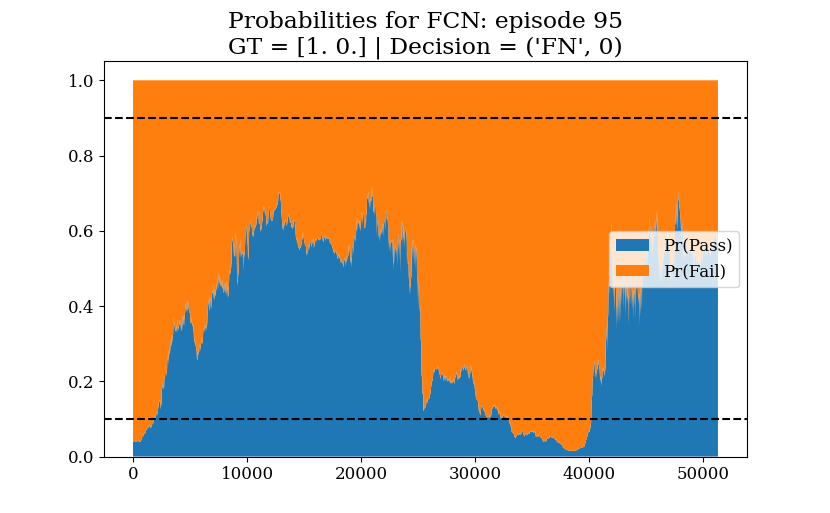 Probabilities for FCN: episode 95
GT = [1. 0.] | Decision = ('FN', 0)
1.0
0.8
0.6
0.4
0.2
0.0
Pr(Pass)
Pr(Fail)
0 10000 20000 30000 40000 50000